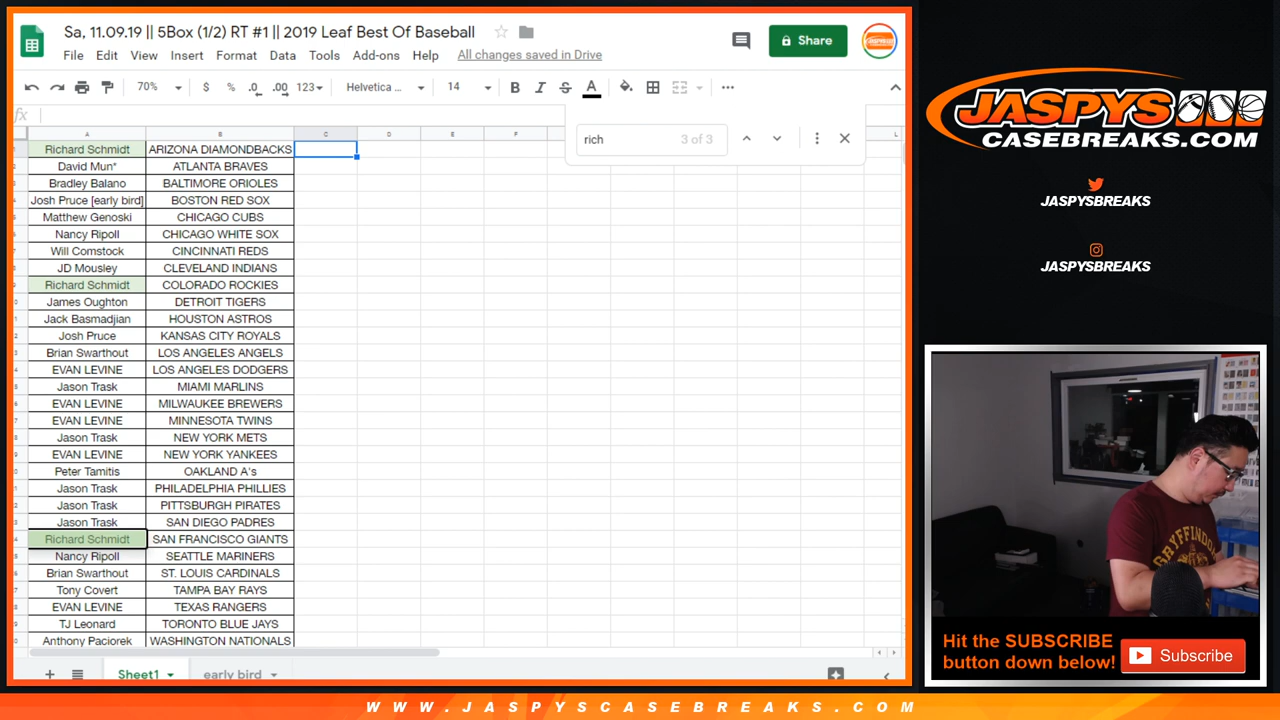 Sa, 11.09.19 || 5Box (1/2) RT #1 || 2019 Leaf Best Of Baseball
File Edit View Insert Format Data Tools Add-ons Help All changes saved in Drive
Share
70% $ % .0 .00 123 Helvetica ... 14 B I S A
fx
rich 3 of 3
A B C D E F L
Richard Schmidt ARIZONA DIAMONDBACKS
David Mun* ATLANTA BRAVES
Bradley Balano BALTIMORE ORIOLES
Josh Pruce [early bird] BOSTON RED SOX
Matthew Genoski CHICAGO CUBS
Nancy Ripoll CHICAGO WHITE SOX
Will Comstock CINCINNATI REDS
JD Mousley CLEVELAND INDIANS
Richard Schmidt COLORADO ROCKIES
James Oughton DETROIT TIGERS
Jack Basmadjian HOUSTON ASTROS
Josh Pruce KANSAS CITY ROYALS
Brian Swarthout LOS ANGELES ANGELS
EVAN LEVINE LOS ANGELES DODGERS
Jason Trask MIAMI MARLINS
EVAN LEVINE MILWAUKEE BREWERS
EVAN LEVINE MINNESOTA TWINS
Jason Trask NEW YORK METS
EVAN LEVINE NEW YORK YANKEES
Peter Tamitis OAKLAND A's
Jason Trask PHILADELPHIA PHILLIES
Jason Trask PITTSBURGH PIRATES
Jason Trask SAN DIEGO PADRES
Richard Schmidt SAN FRANCISCO GIANTS
Nancy Ripoll SEATTLE MARINERS
Brian Swarthout ST. LOUIS CARDINALS
Tony Covert TAMPA BAY RAYS
EVAN LEVINE TEXAS RANGERS
TJ Leonard TORONTO BLUE JAYS
Anthony Paciorek WASHINGTON NATIONALS
Sheet1 early bird
JASPYS
CASEBREAKS.COM
JASPYSBREAKS
JASPYSBREAKS
GRYFFINDOR
Hit the SUBSCRIBE
button down below!
Subscribe
WWW.JASPYSCASEBREAKS.COM